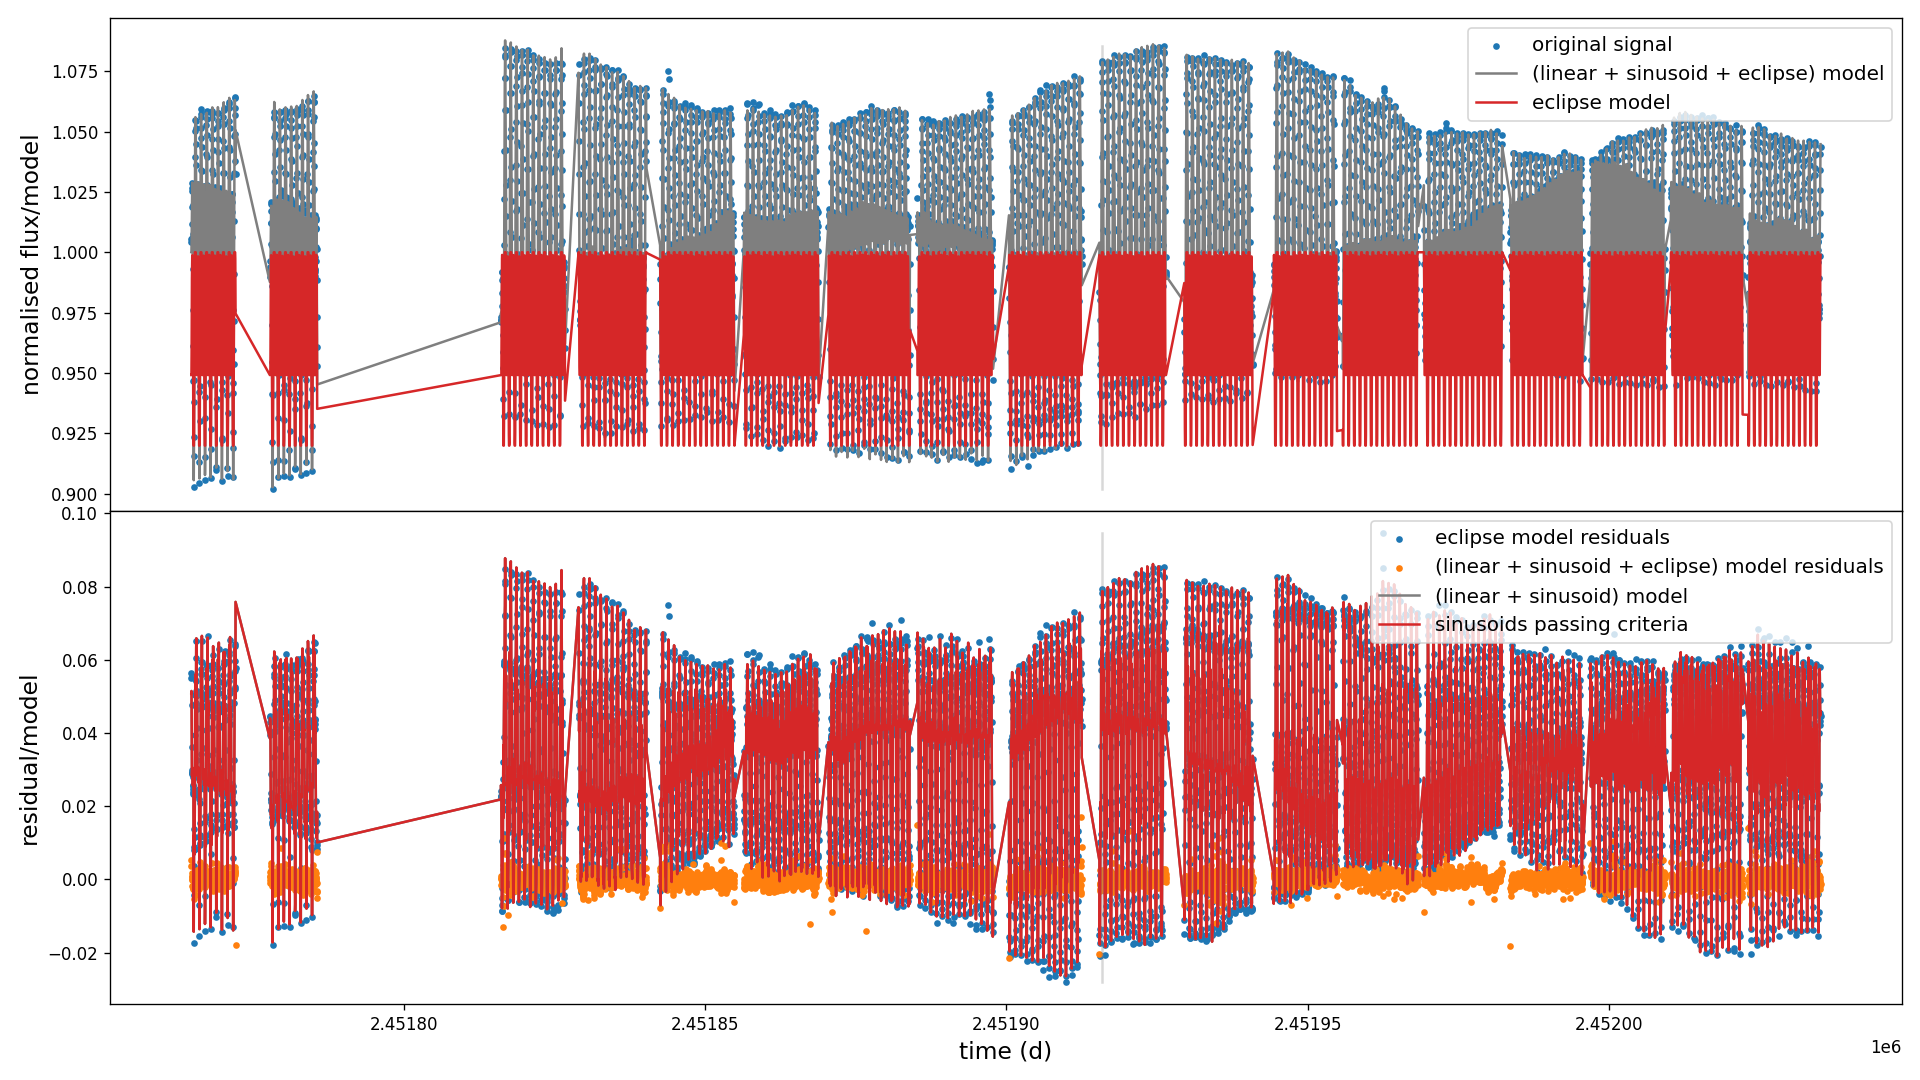 normalised flux/model
1.075
1.050
1.025
1.000
0.975
0.950
0.925
0.900
original signal
(linear + sinusoid + eclipse) model
eclipse model
residual/model
0.10
0.08
0.06
0.04
0.02
0.00
−0.02
eclipse model residuals
(linear + sinusoid + eclipse) model residuals
(linear + sinusoid) model
sinusoids passing criteria
2.45180 2.45185 2.45190 2.45195 2.45200
1e6
time (d)